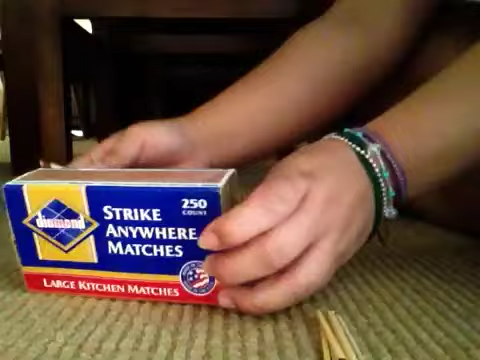 diamond
STRIKE
ANYWHERE
MATCHES
250
COUNT
LARGE KITCHEN MATCHES